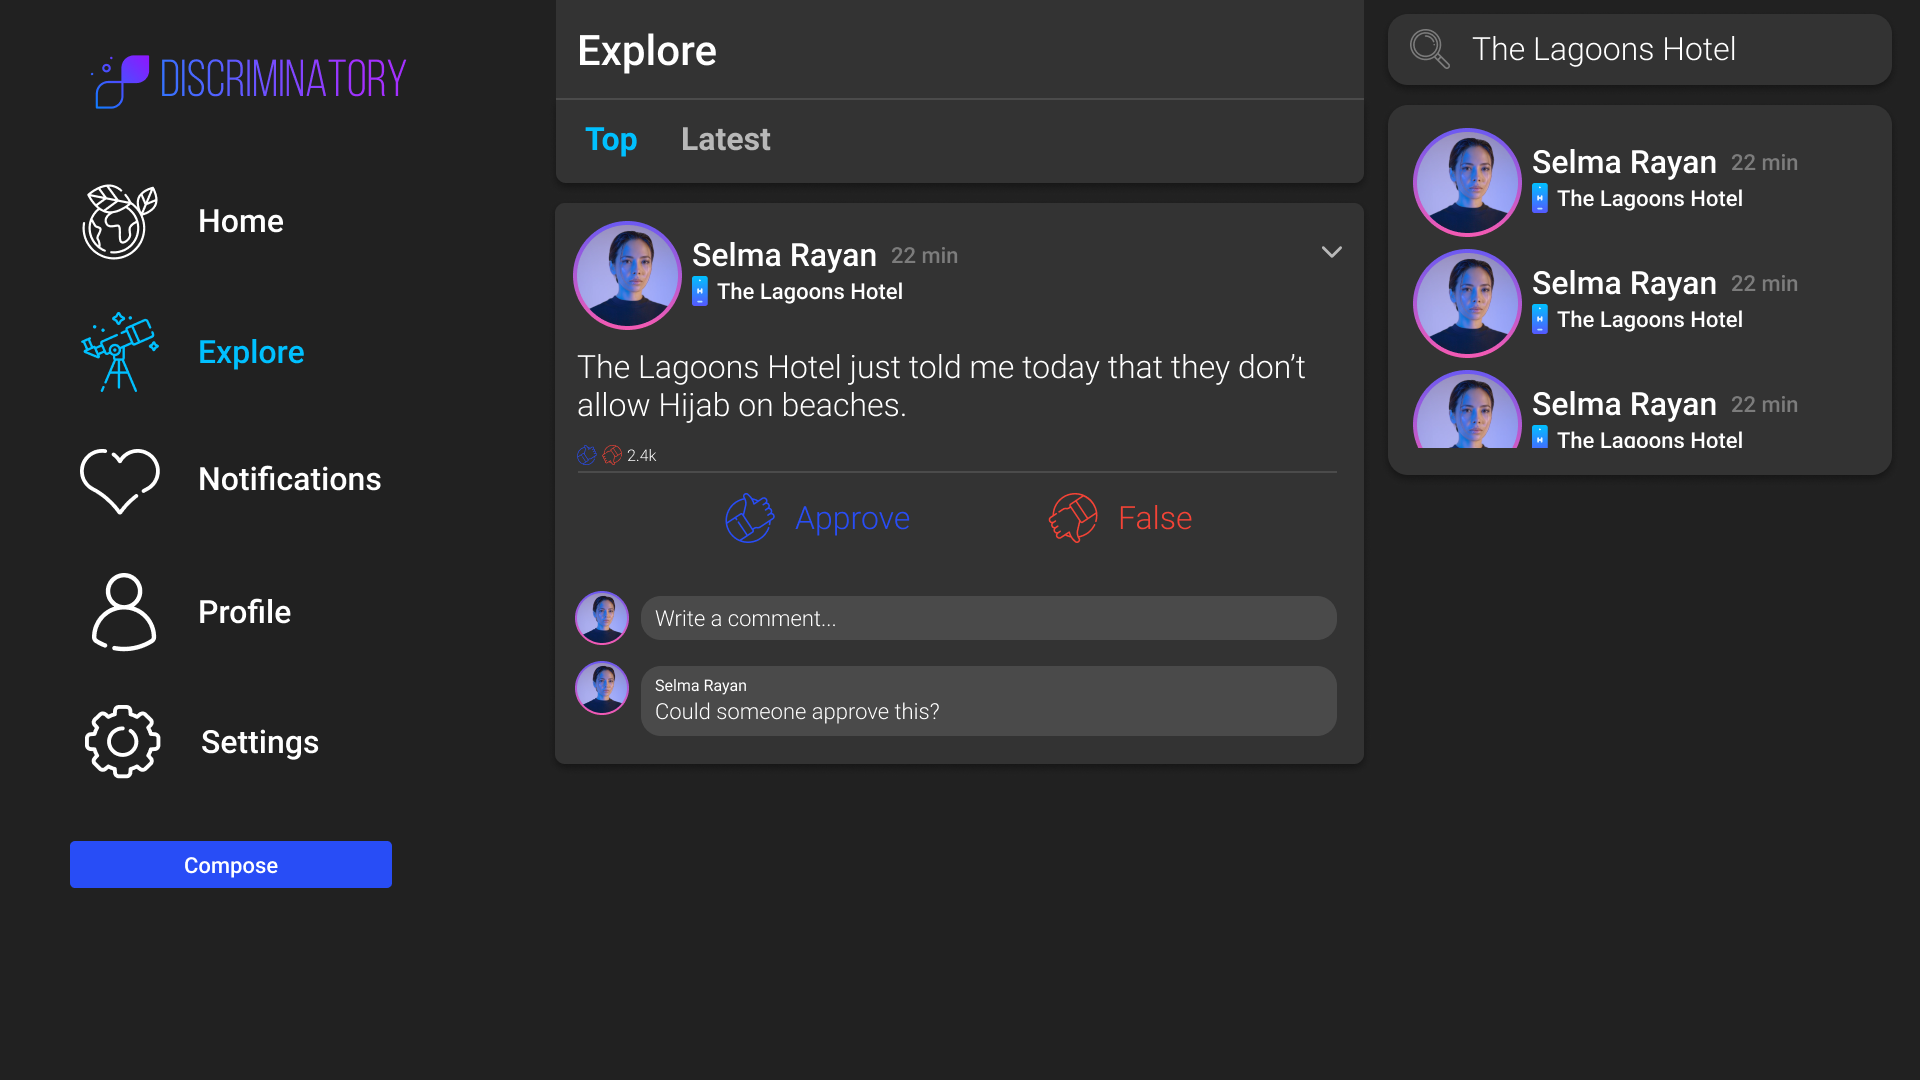 DISCRIMINATORY
Home
Explore
Notifications
Profile
Settings
Compose
Explore
Top Latest
Selma Rayan 22 min
H The Lagoons Hotel
The Lagoons Hotel just told me today that they don’t
allow Hijab on beaches.
2.4k
Approve False
Write a comment...
Selma Rayan
Could someone approve this?
The Lagoons Hotel
Selma Rayan 22 min
H The Lagoons Hotel
Selma Rayan 22 min
H The Lagoons Hotel
Selma Rayan 22 min
H The Lagoons Hotel